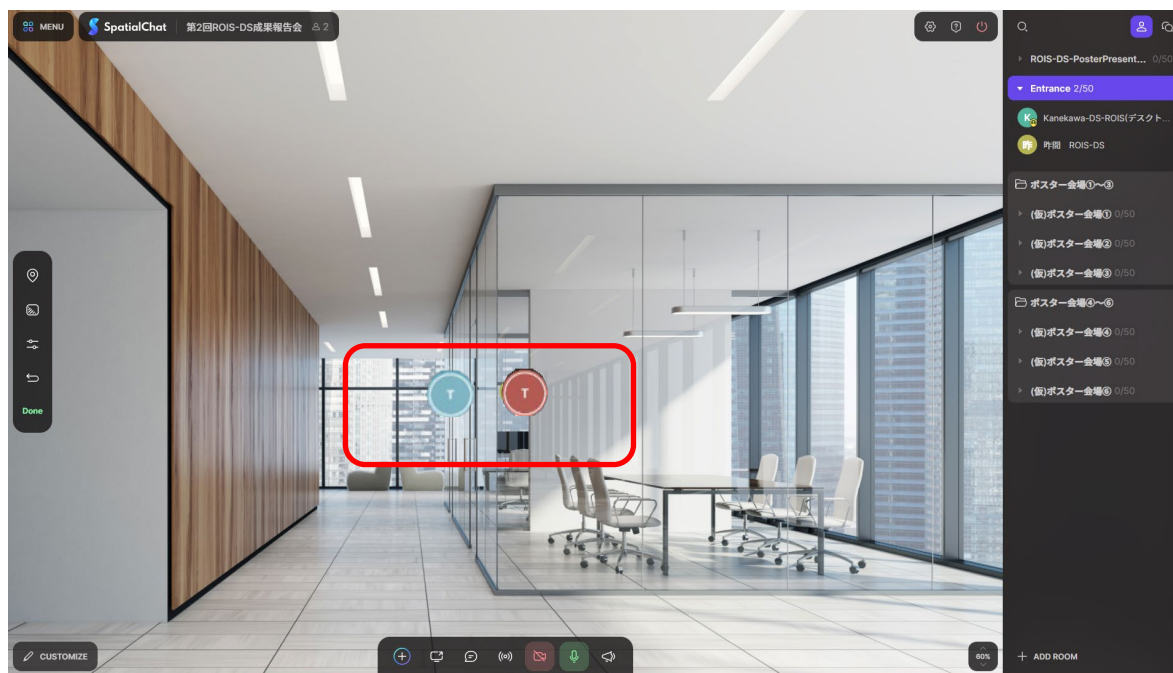 MENU
SpatialChat
第2回ROIS-DS成果報告会
2
ROIS-DS-PosterPresent... 0/50
Entrance 2/50
K
Kanekawa-DS-ROIS(デスクト...
ROIS-DS
ポスター会場①～③
(仮)ポスター会場① 0/50
(仮)ポスター会場② 0/50
(仮)ポスター会場③ 0/50
ポスター会場④～⑥
(仮)ポスター会場④ 0/50
(仮)ポスター会場⑤ 0/50
(仮)ポスター会場⑥ 0/50
Done
T
T
CUSTOMIZE
60%
ADD ROOM